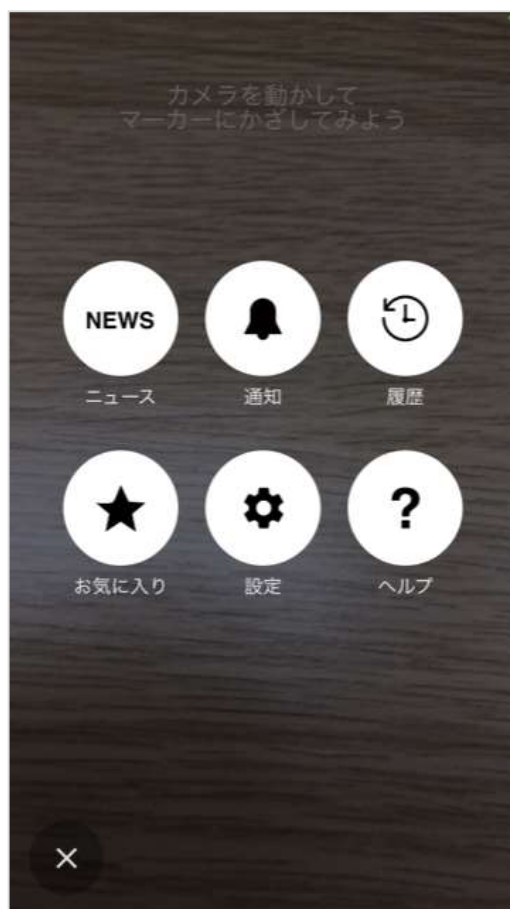 カメラを動かして
マーカーにかざしてみよう
NEWS
ニュース
通知
履歴
お気に入り
設定
?
ヘルプ